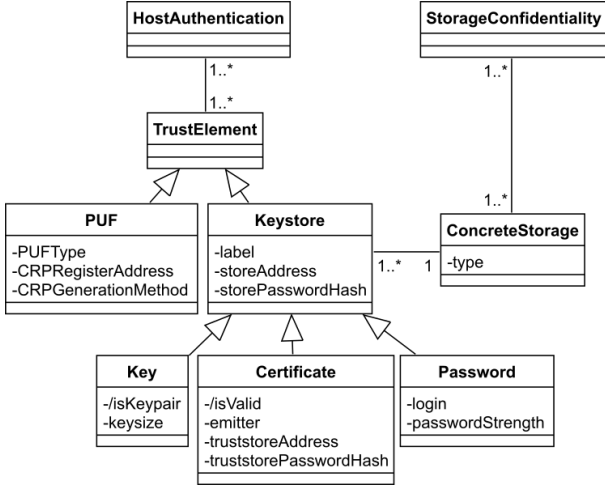 HostAuthentication
StorageConfidentiality
1..*
1..*
1..*
TrustElement
1..*
PUF
-PUFType
-CRPRegisterAddress
-CRPGenerationMethod
Keystore
-label
-storeAddress
-storePasswordHash
1..*
1
ConcreteStorage
-type
Key
-/isKeypair
-keysize
Certificate
-/isValid
-emitter
-truststoreAddress
-truststorePasswordHash
Password
-login
-passwordStrength